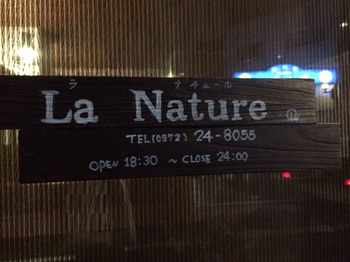 ラ ナチュール
La Nature
TEL(0972) 24-8055
OPEN 18:30 ~ CLOSE 24:00